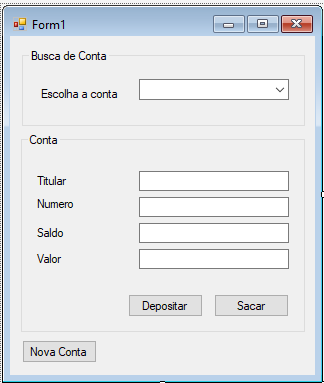 Form1
Busca de Conta
Escolha a conta
Conta
Titular
Numero
Saldo
Valor
Depositar Sacar
Nova Conta